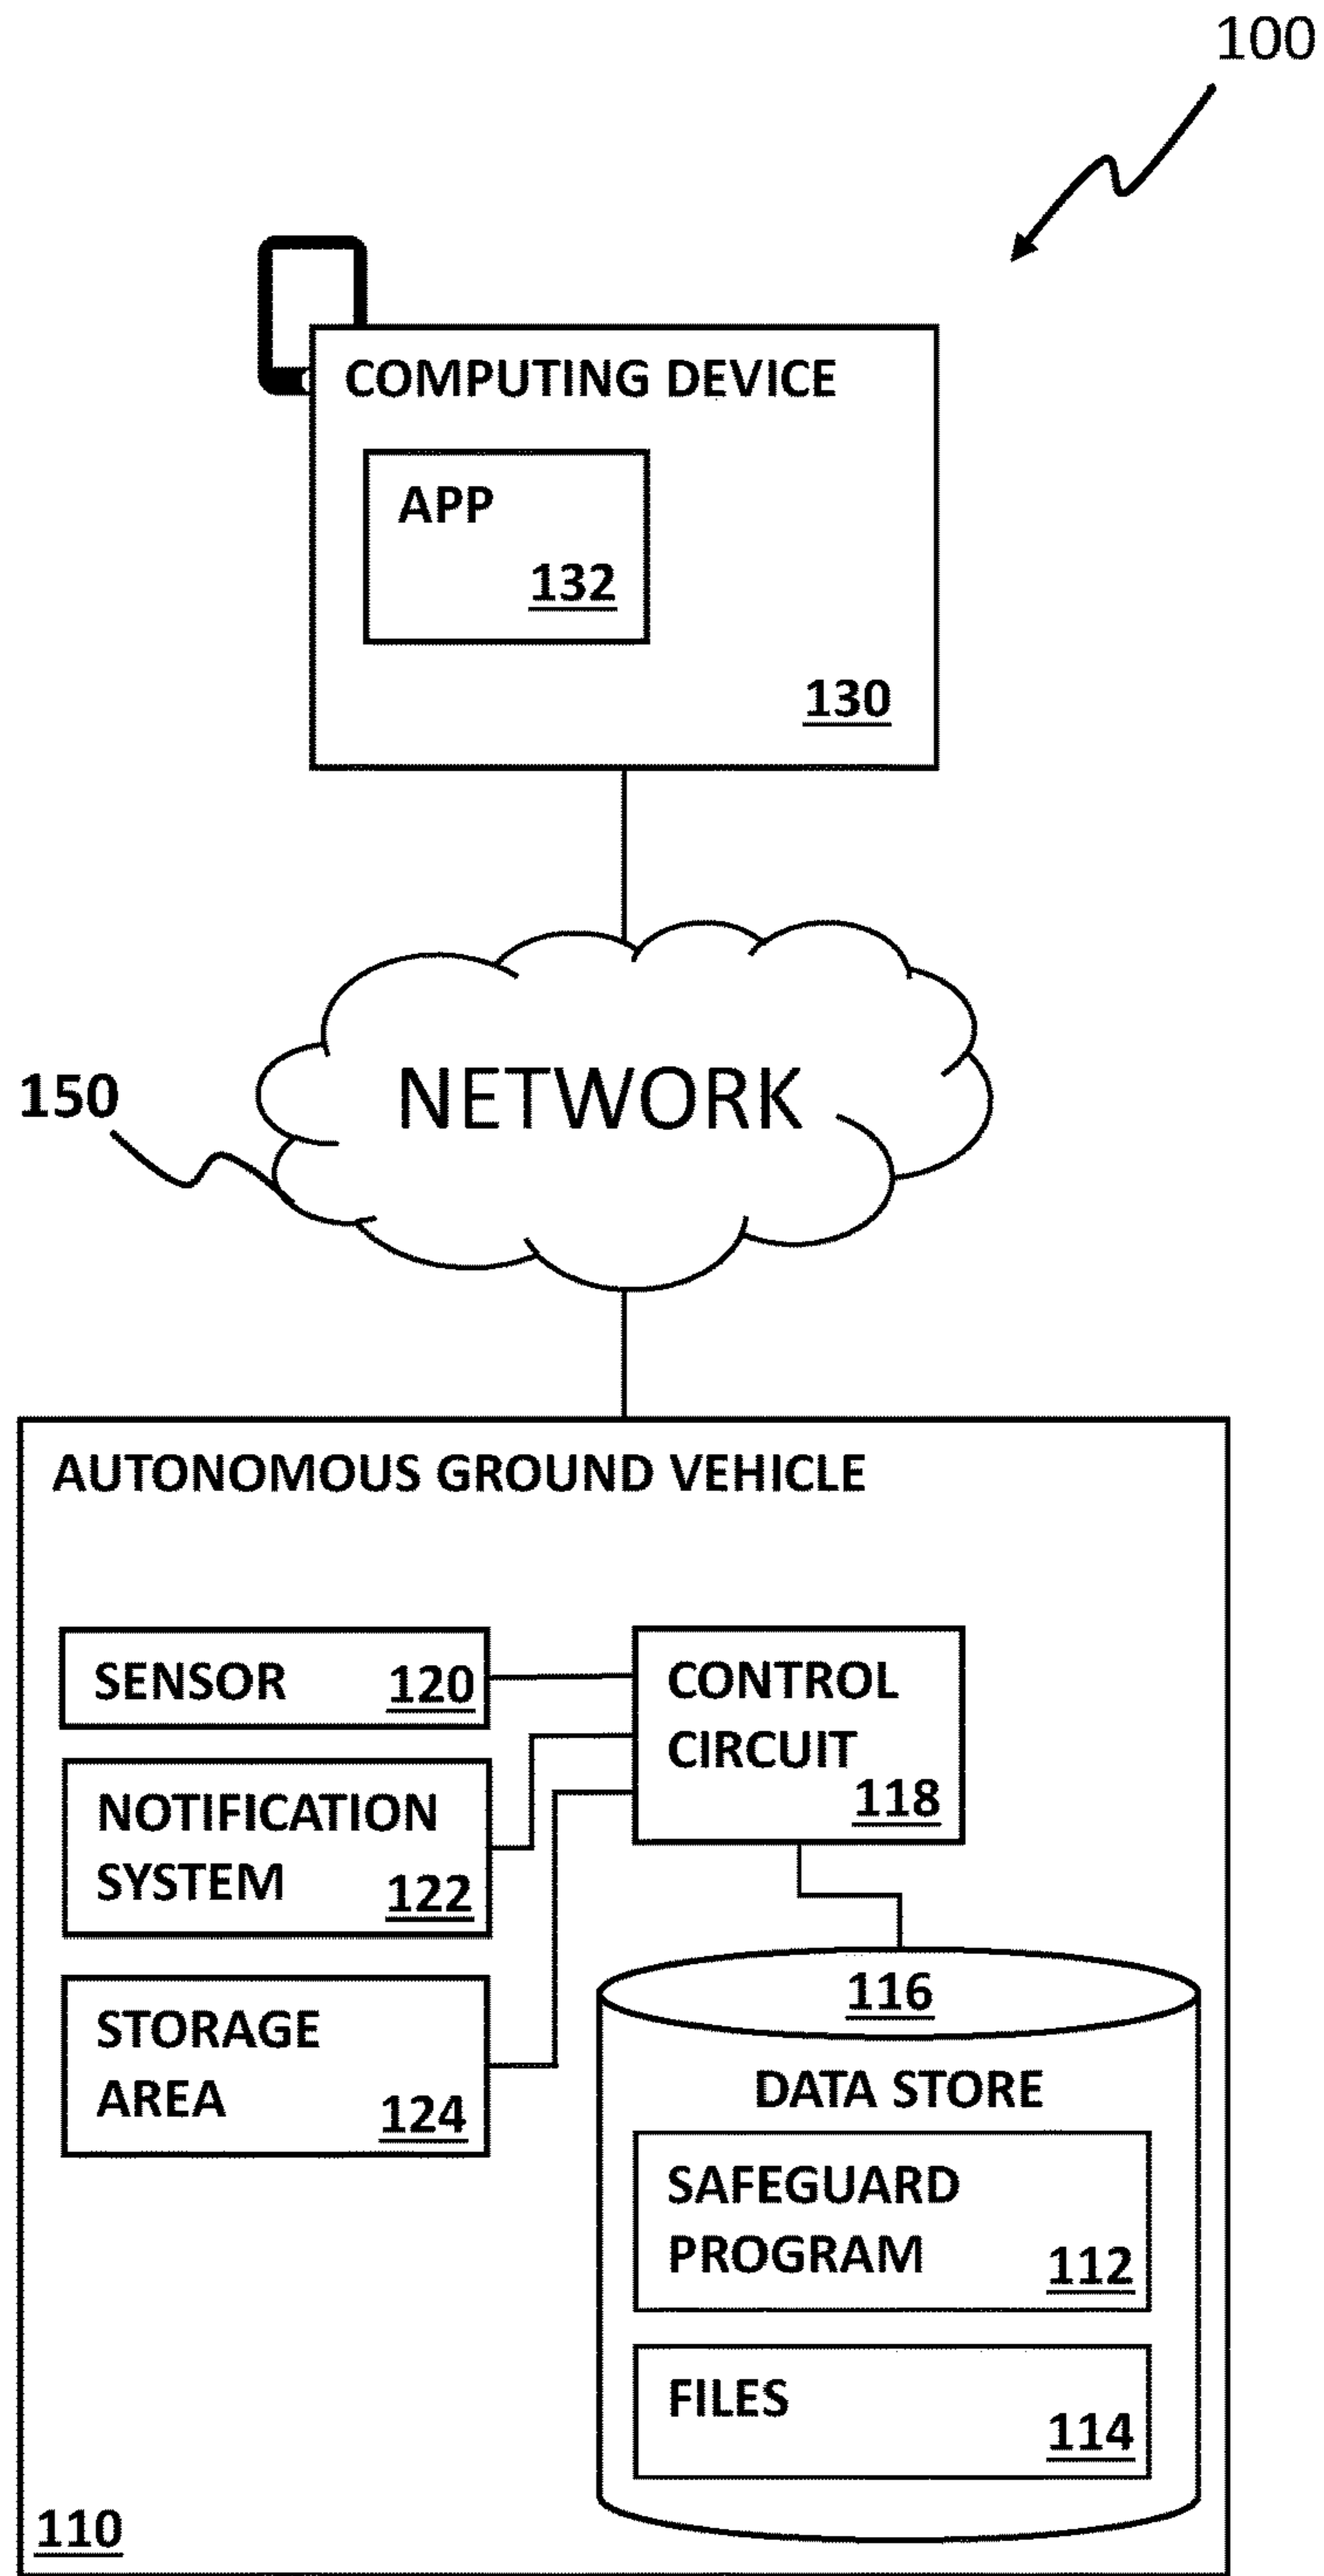 100
COMPUTING DEVICE
APP
132
130
NETWORK
150
AUTONOMOUS GROUND VEHICLE
SENSOR 120
CONTROL
CIRCUIT
118
NOTIFICATION
SYSTEM 122
STORAGE
AREA 124
116
DATA STORE
SAFEGUARD
PROGRAM 112
FILES
114
110